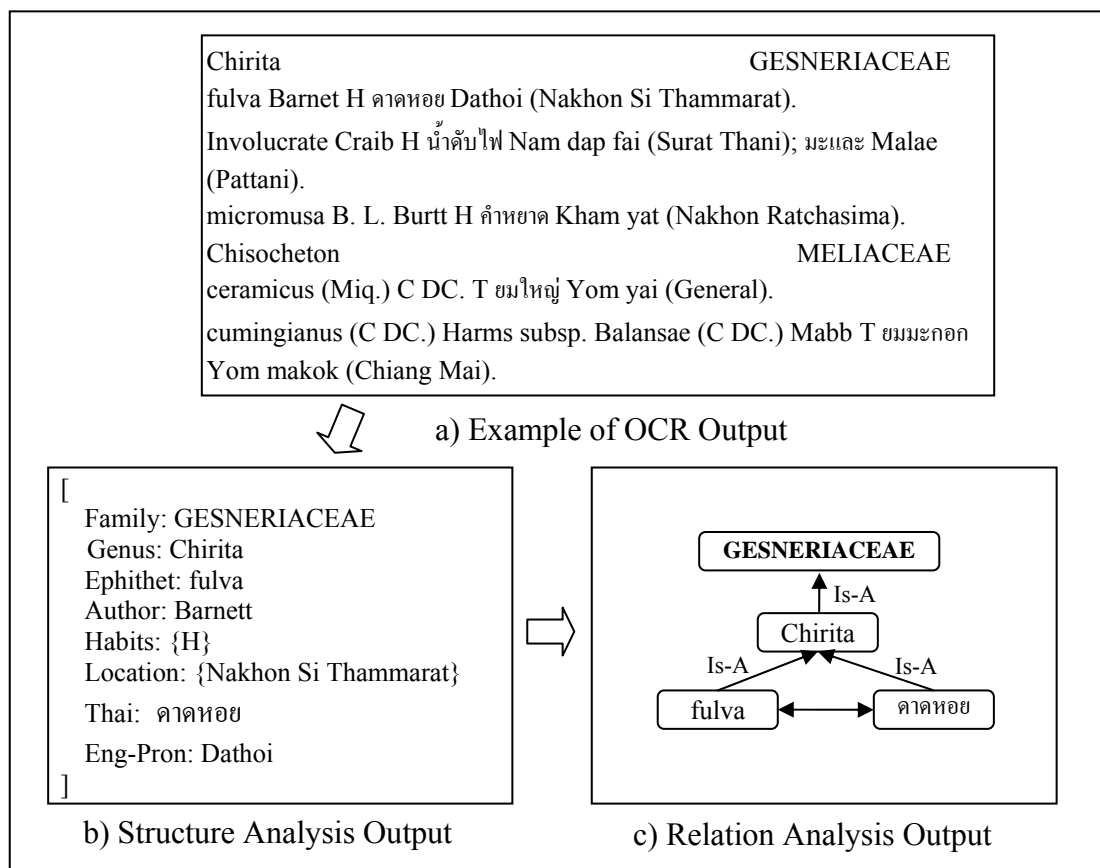 Chirita GESNERIACEAE
fulva Barnet H คาดหอย Dathoi (Nakhon Si Thammarat).
Involucrate Craib H น้ำดับไฟ Nam dap fai (Surat Thani); มะและ Malae
(Pattani).
micromusa B. L. Burtt H คำหยาด Kham yat (Nakhon Ratchasima).
Chisocheton MELIACEAE
ceramicus (Miq.) C DC. T ยมใหญ่ Yom yai (General).
cumingianus (C DC.) Harms subsp. Balansae (C DC.) Mabb T ยมมะกอก
Yom makok (Chiang Mai).
a) Example of OCR Output
[
Family: GESNERIACEAE
Genus: Chirita
Ephithet: fulva
Author: Barnett
Habits: {H}
Location: {Nakhon Si Thammarat}
Thai: คาดหอย
Eng-Pron: Dathoi
]
b) Structure Analysis Output
GESNERIACEAE
Is-A
Chirita
Is-A Is-A
fulva คาดหอย
c) Relation Analysis Output